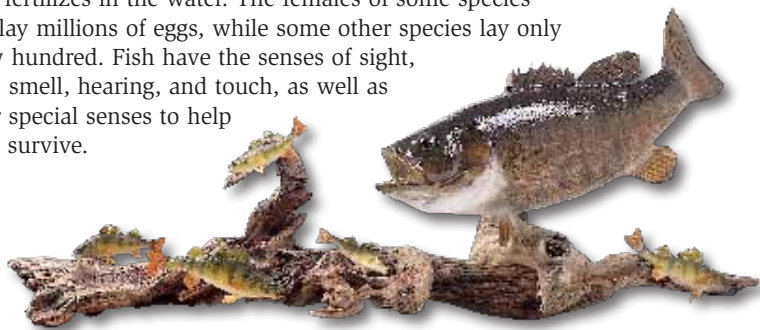 fertilizes in the water. The females of some species
lay millions of eggs, while some other species lay only
hundred. Fish have the senses of sight,
smell, hearing, and touch, as well as
special senses to help
survive.